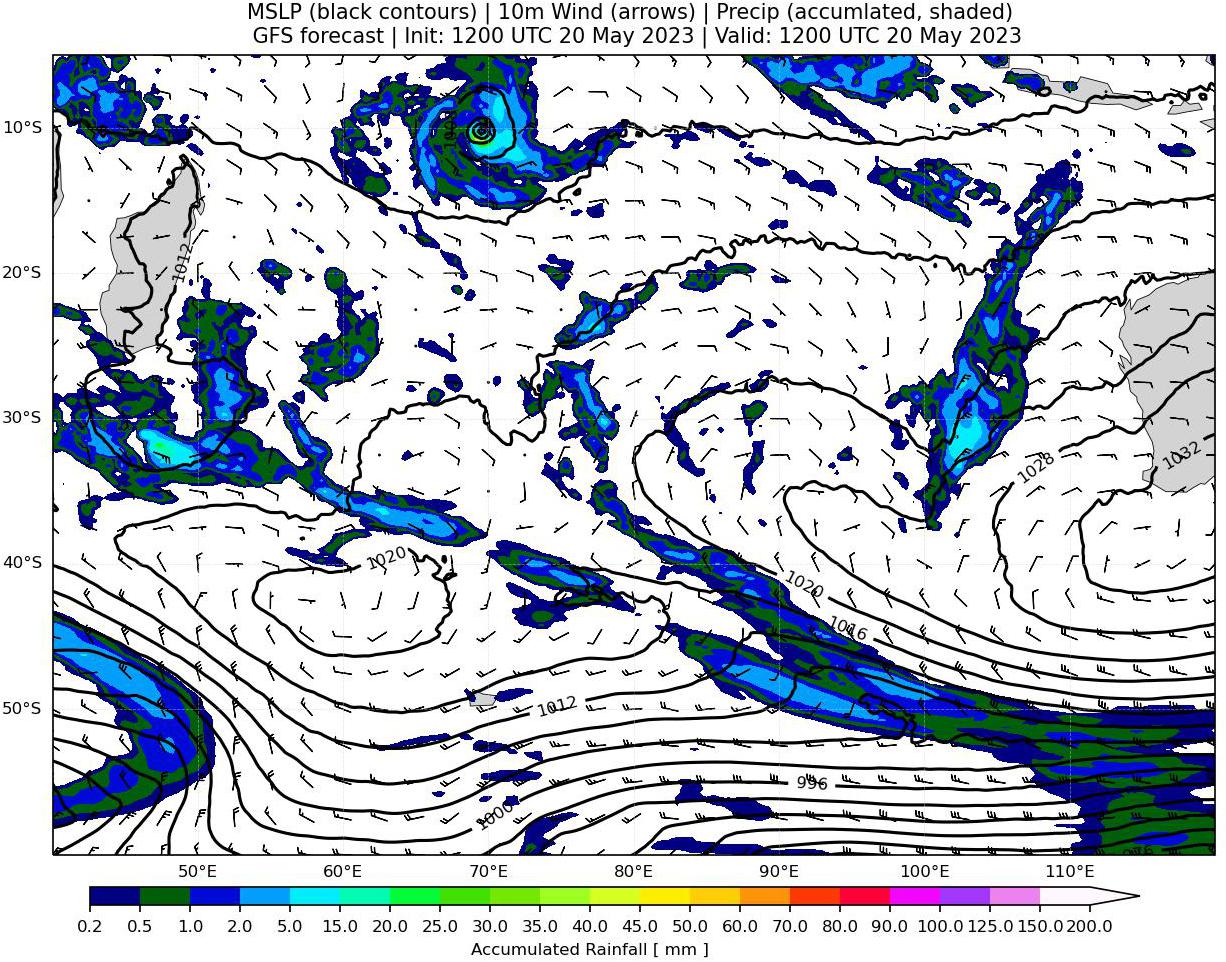 MSLP (black contours) | 10m Wind (arrows) | Precip (accumlated, shaded)
GFS forecast | Init: 1200 UTC 20 May 2023 | Valid: 1200 UTC 20 May 2023
10°S
1012
20°S
30°S
1028
1032
1020
40°S
1020
1016
1012
50°S
996
1000
50°E 60°E 70°E 80°E 90°E 100°E 110°E
0.2 0.5 1.0 2.0 5.0 10.0 15.0 20.0 25.0 30.0 35.0 40.0 45.0 50.0 60.0 70.0 80.0 90.0 100.0 125.0 150.0 200.0
Accumulated Rainfall [ mm ]